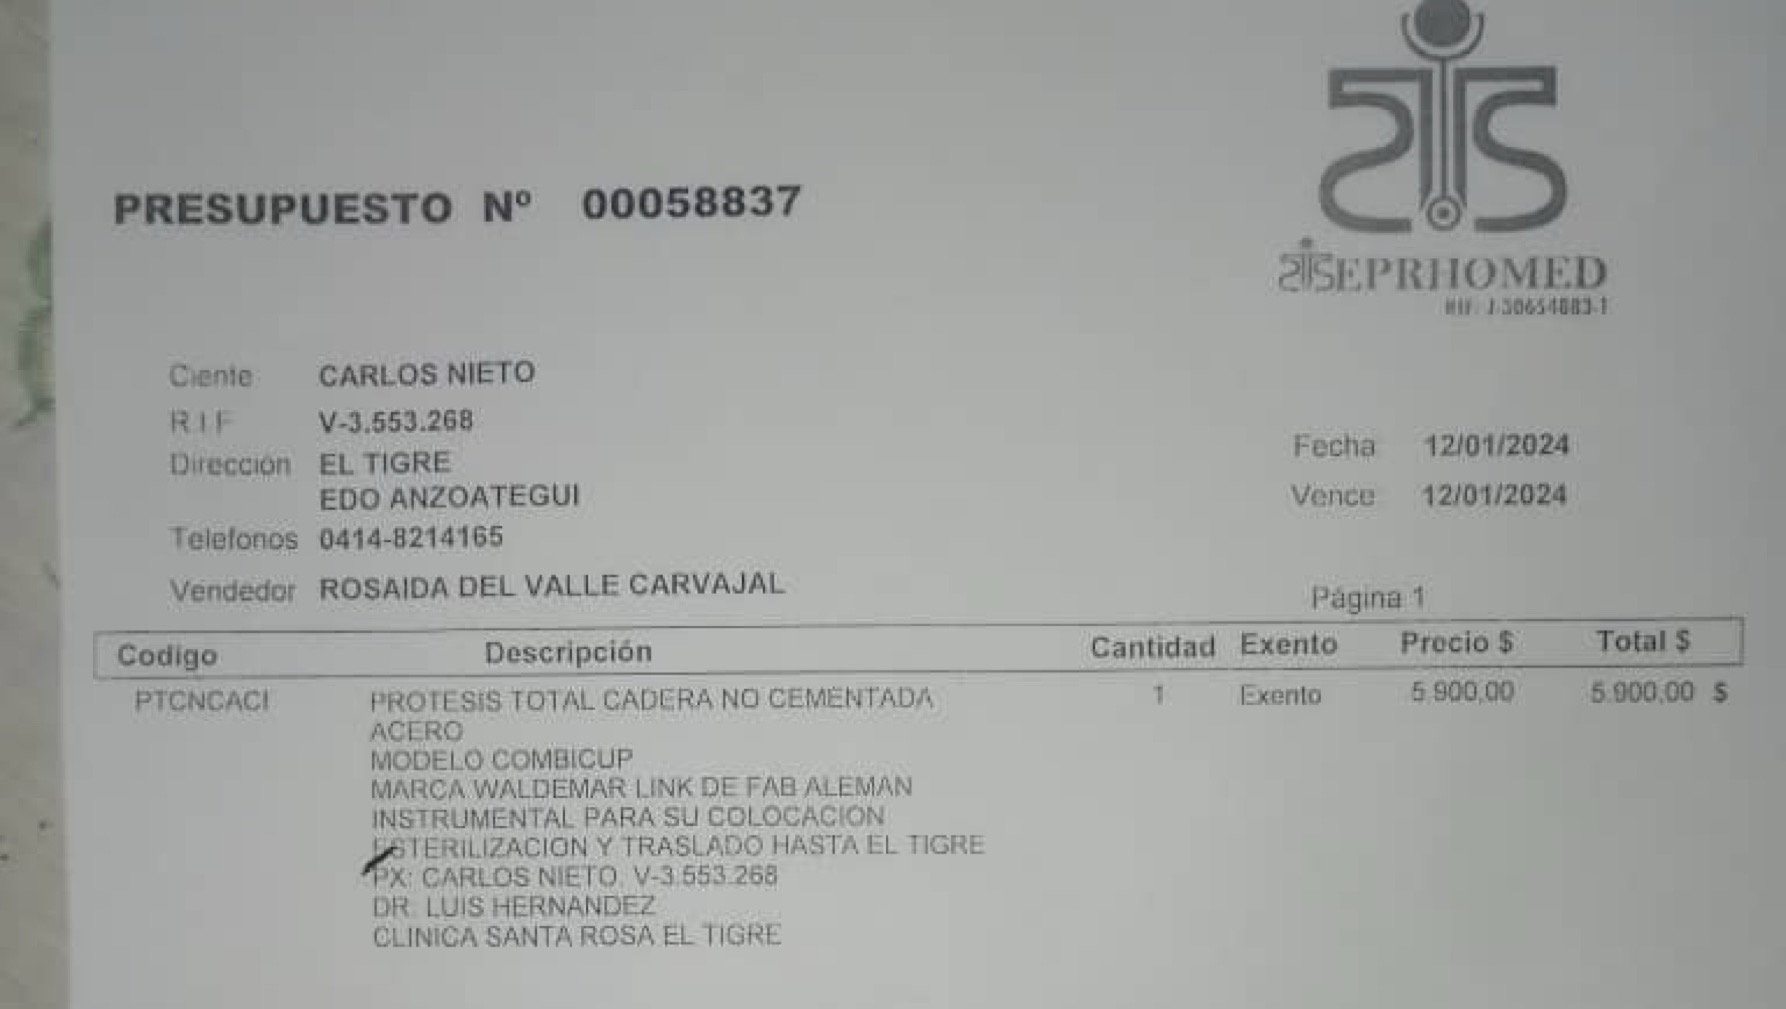 PRESUPUESTO Nº 00058837
SEPRHOMED
RIF: J-30654883-1
Ciente CARLOS NIETO
R.I.F V-3.553.268
Dirección EL TIGRE
EDO ANZOATEGUI
Fecha 12/01/2024
Vence 12/01/2024
Telefonos 0414-8214165
Vendedor ROSAIDA DEL VALLE CARVAJAL
Página 1
Codigo Descripción Cantidad Exento Precio $ Total $
PTCNCACI PROTESIS TOTAL CADERA NO CEMENTADA 1 Exento 5.900,00 5.900,00 $
ACERO
MODELO COMBICUP
MARCA WALDEMAR LINK DE FAB ALEMAN
INSTRUMENTAL PARA SU COLOCACION
ESTERILIZACION Y TRASLADO HASTA EL TIGRE
PX: CARLOS NIETO V-3.553.268
DR. LUIS HERNANDEZ
CLINICA SANTA ROSA EL TIGRE